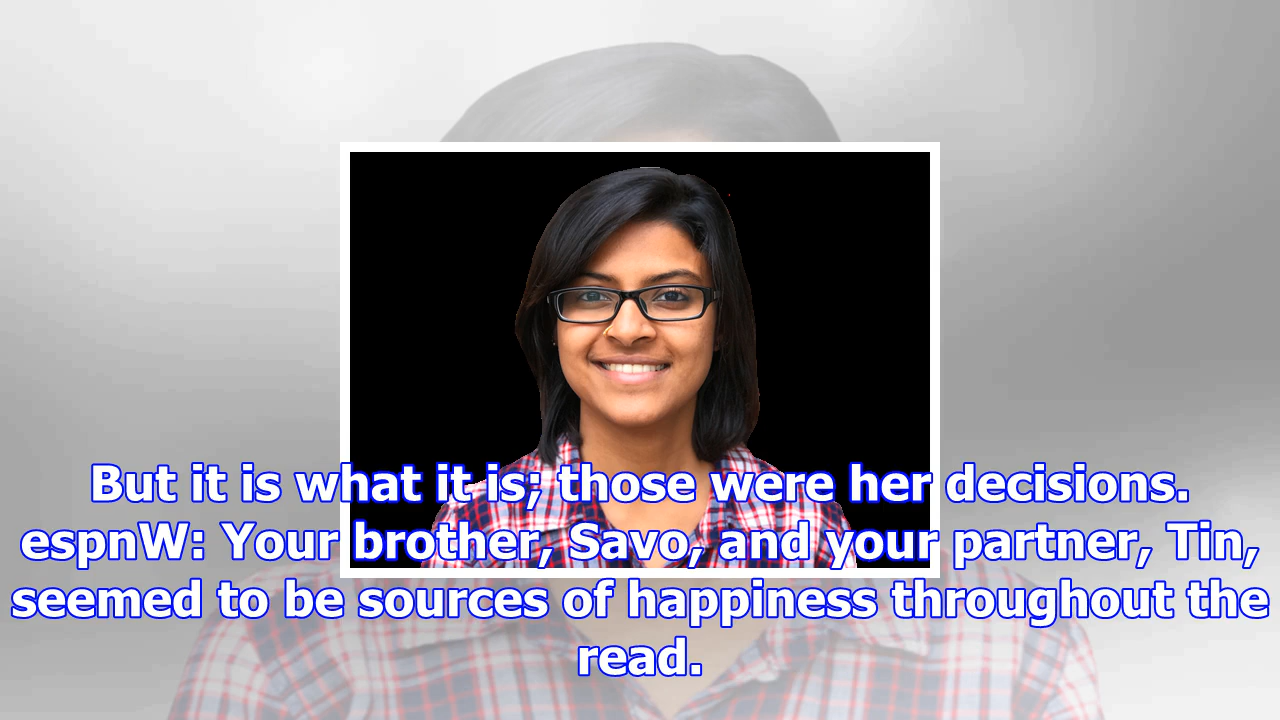 But it is what it is; those were her decisions.
espnW: Your brother, Savo, and your partner, Tin,
seemed to be sources of happiness throughout the
read.